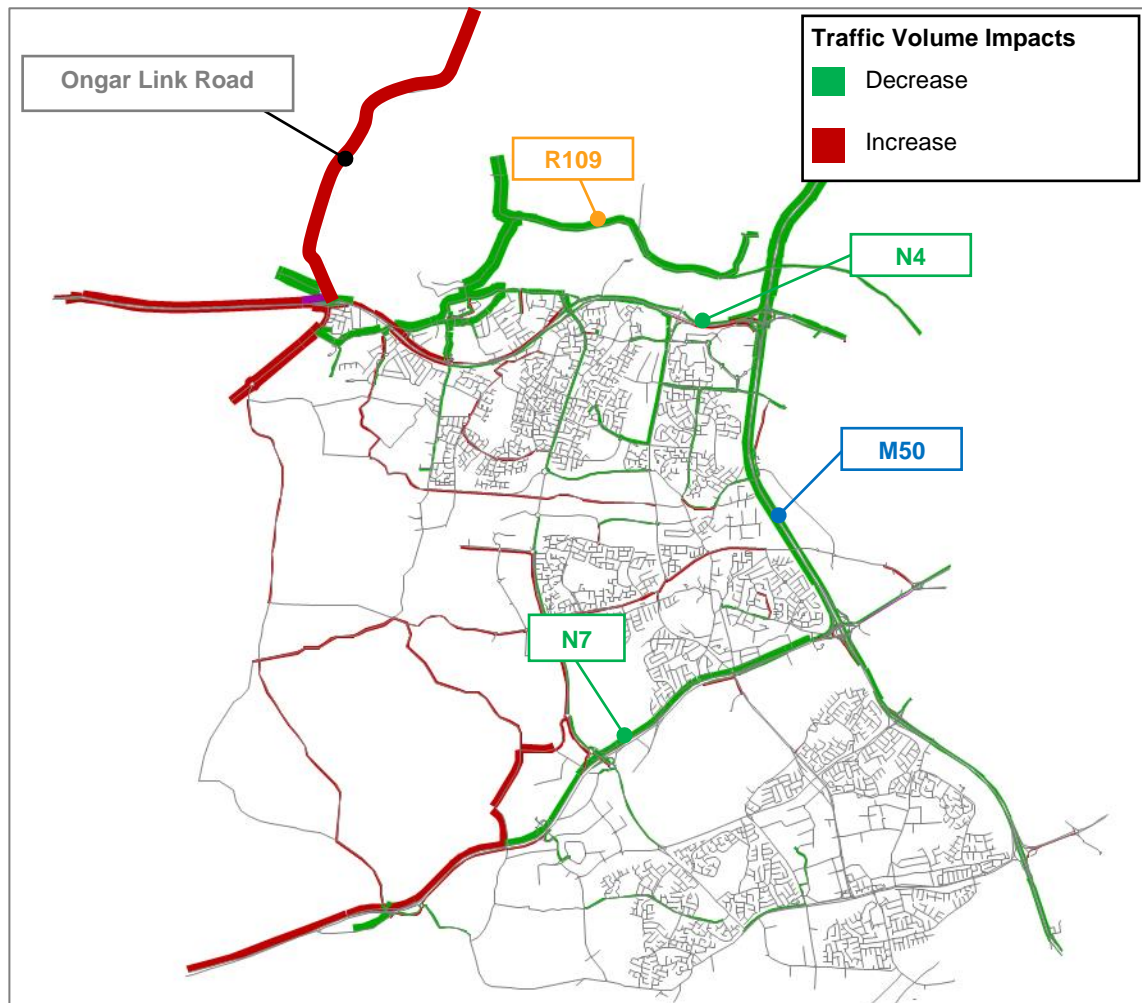 Traffic Volume Impacts
Decrease
Increase
Ongar Link Road
R109
N4
M50
N7